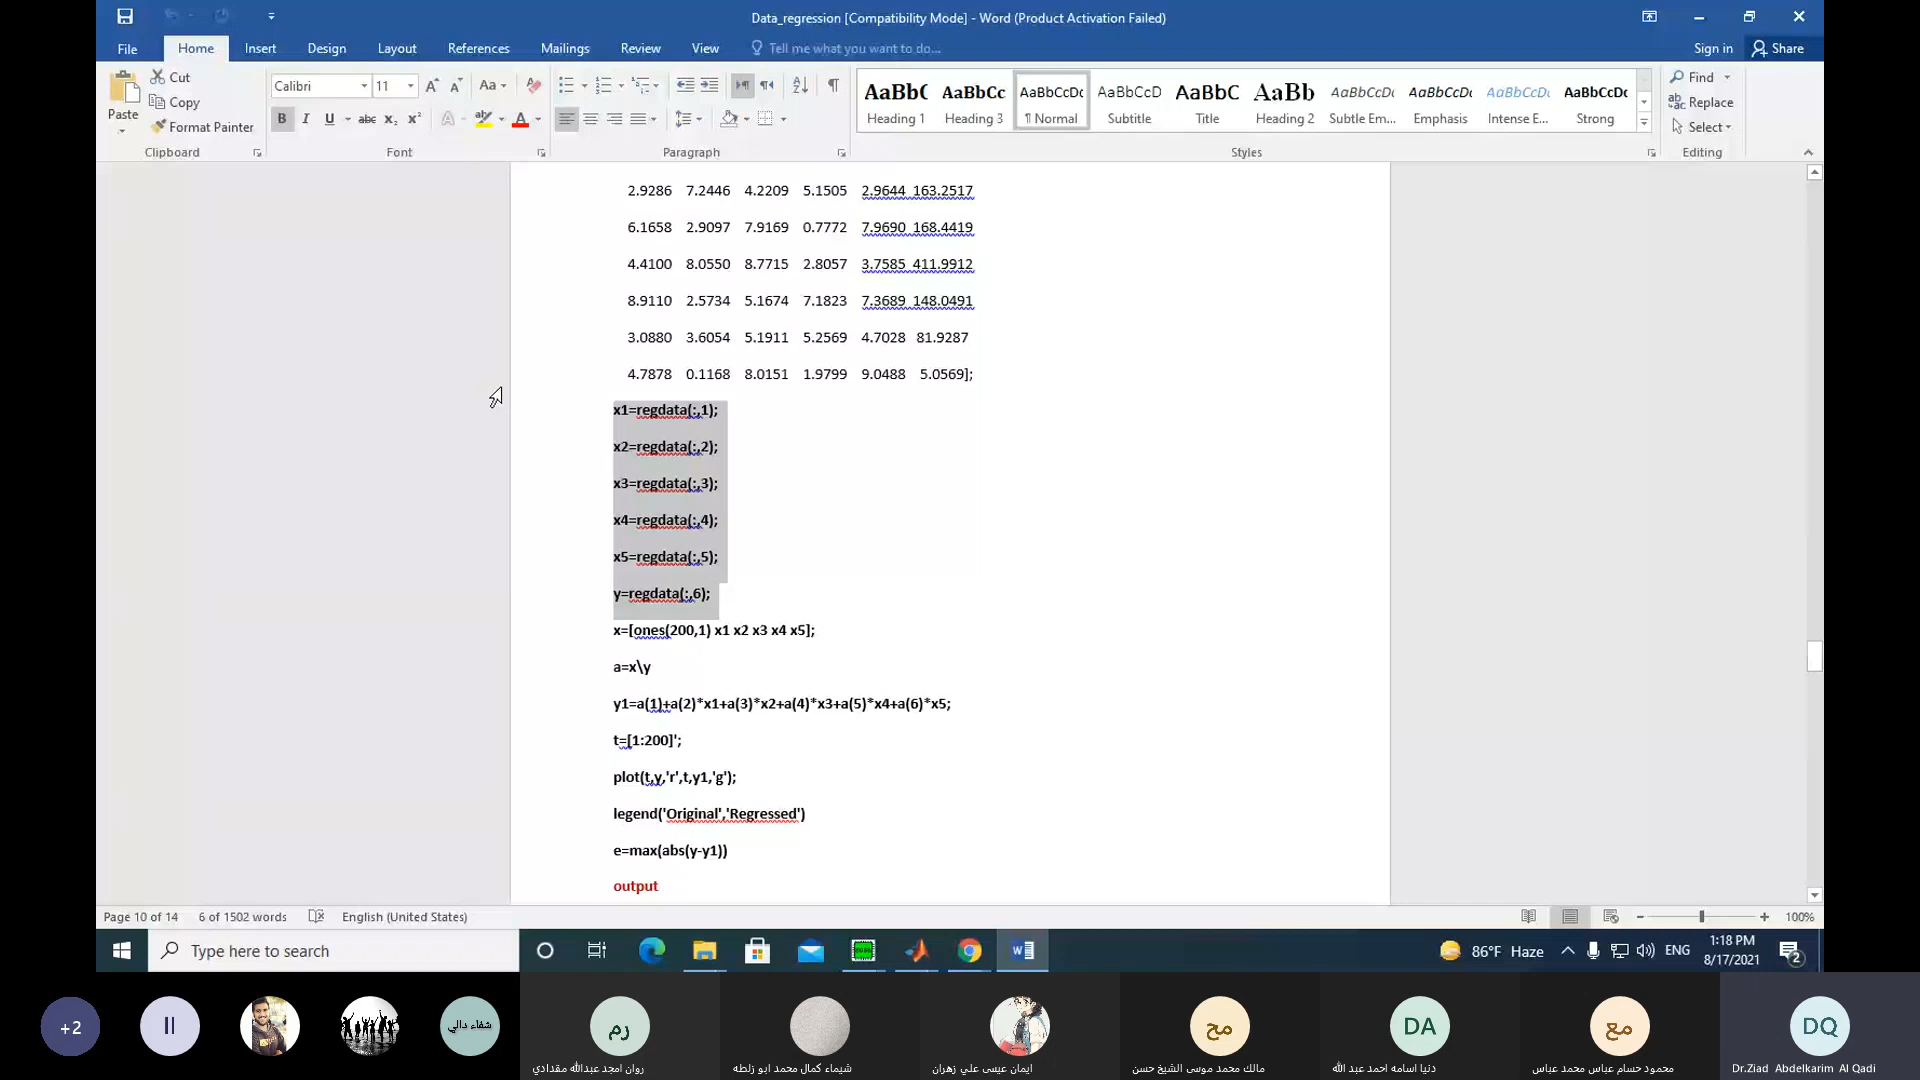 Data_regression [Compatibility Mode] - Word (Product Activation Failed)
File Home Insert Design Layout References Mailings Review View Tell me what you want to do... Sign in Share
Paste Cut Copy Format Painter
Calibri 11
AaBbC AaBbCc AaBbCcDc AaBbCcD AaBbC AaBb AaBbCcDc AaBbCcDc AaBbCcDc AaBbCcDc
Heading 1 Heading 3 ¶ Normal Subtitle Title Heading 2 Subtle Em... Emphasis Intense E... Strong
Find
Replace
Select
Clipboard Font Paragraph Styles Editing
2.9286 7.2446 4.2209 5.1505 2.9644 163.2517
6.1658 2.9097 7.9169 0.7772 7.9690 168.4419
4.4100 8.0550 8.7715 2.8057 3.7585 411.9912
8.9110 2.5734 5.1674 7.1823 7.3689 148.0491
3.0880 3.6054 5.1911 5.2569 4.7028 81.9287
4.7878 0.1168 8.0151 1.9799 9.0488 5.0569];
x1=regdata(:,1);
x2=regdata(:,2);
x3=regdata(:,3);
x4=regdata(:,4);
x5=regdata(:,5);
y=regdata(:,6);
x=[ones(200,1) x1 x2 x3 x4 x5];
a=x\y
y1=a(1)+a(2)*x1+a(3)*x2+a(4)*x3+a(5)*x4+a(6)*x5;
t=[1:200]';
plot(t,y,'r',t,y1,'g');
legend('Original','Regressed')
e=max(abs(y-y1))
output
Page 10 of 14 6 of 1502 words English (United States) 100%
Type here to search
86°F Haze ENG
1:18 PM
8/17/2021
2
+2
شفاء دالي
رم
مح
DA
مع
DQ
روان امجد عبدالله مقدادي
شيماء كمال محمد ابو زلطه
ايمان عيسى علي زهران
مالك محمد موسى الشيخ حسن
دنيا اسامه احمد عبد الله
محمود حسام عباس محمد عباس
Dr.Ziad Abdelkarim Al Qadi